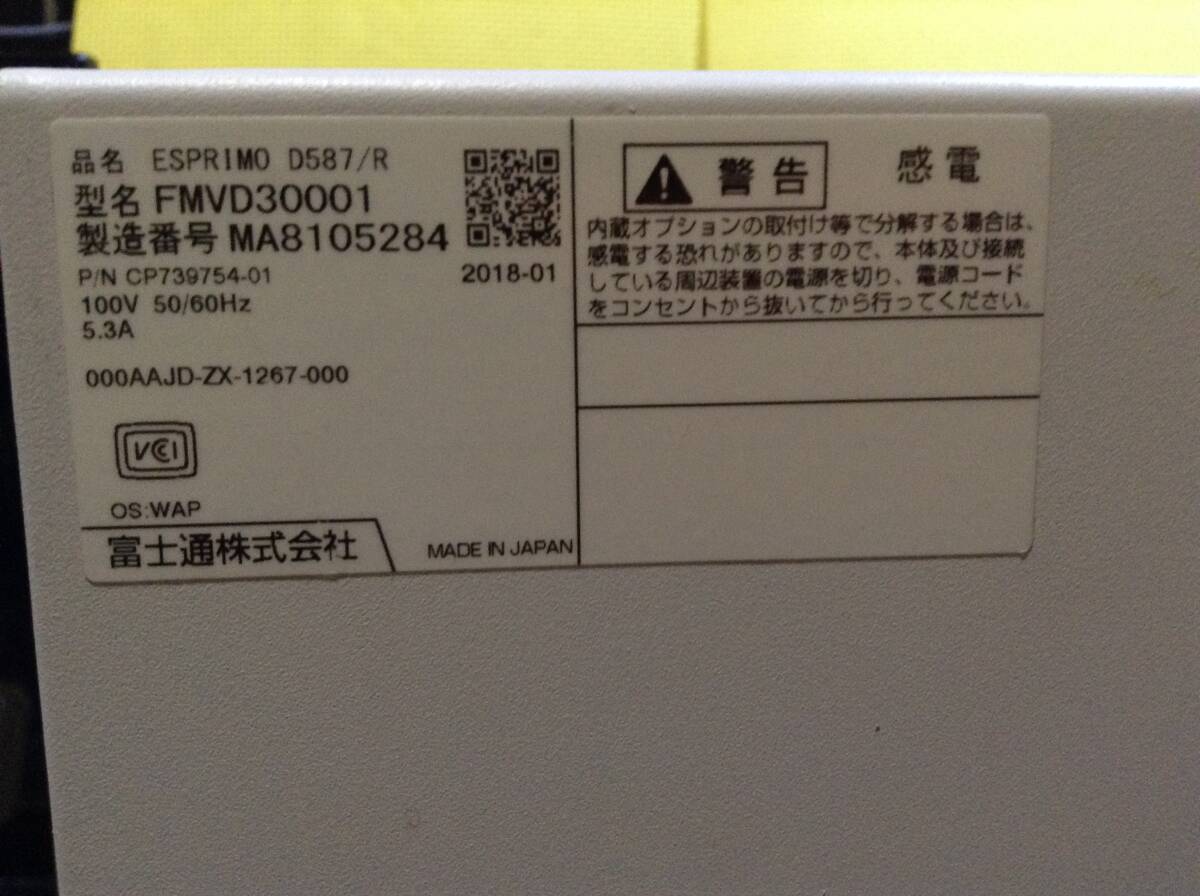 品名 ESPRIMO D587/R
型名 FMVD30001
製造番号 MA8105284
P/N CP739754-01
2018-01
100V 50/60Hz
5.3A
000AAJD-ZX-1267-000
VCCI
OS:WAP
富士通株式会社
MADE IN JAPAN
警告 感電
内蔵オプションの取付け等で分解する場合は、
感電する恐れがありますので、本体及び接続
している周辺装置の電源を切り、電源コード
をコンセントから抜いてから行ってください。